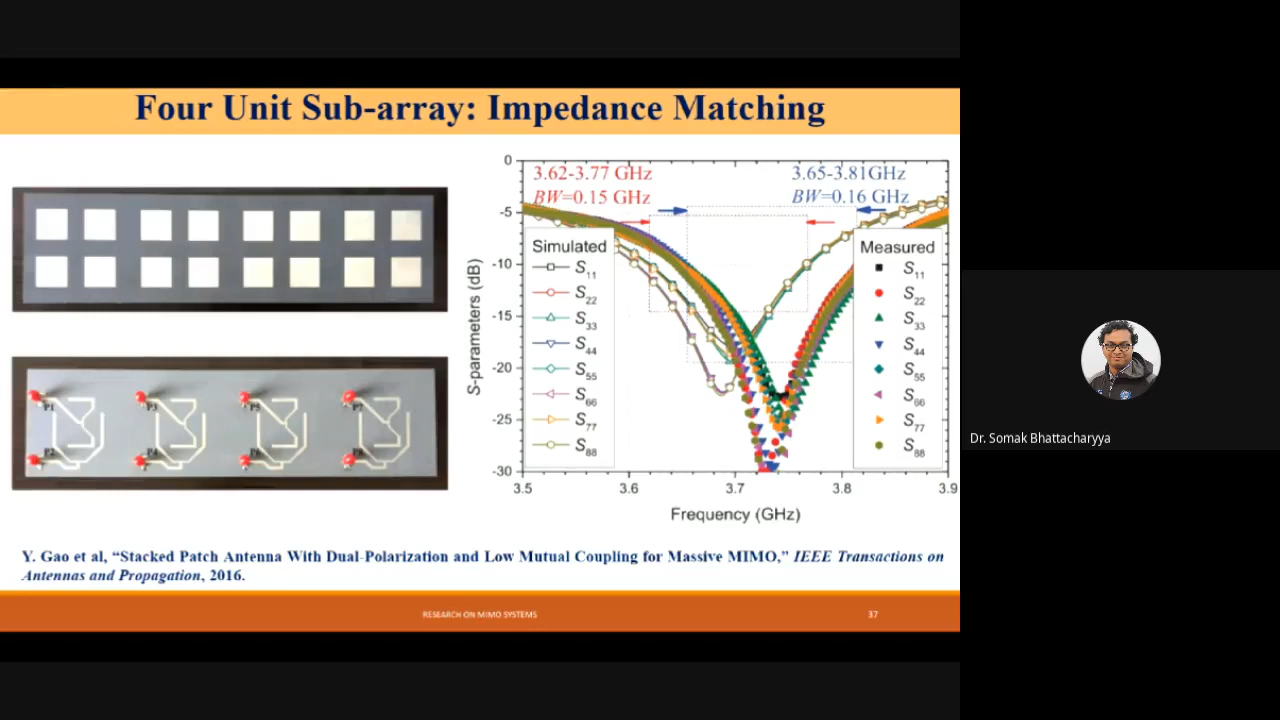 Four Unit Sub-array: Impedance Matching
3.62-3.77 GHz
BW=0.15 GHz
3.65-3.81GHz
BW=0.16 GHz
0
-5
-10
-15
-20
-25
-30
S-parameters (dB)
Simulated
S11
S22
S33
S44
S55
S66
S77
S88
Measured
S11
S22
S33
S44
S55
S66
S77
S88
3.5 3.6 3.7 3.8 3.9
Frequency (GHz)
P1 P3 P5 P7
P2 P4 P6 P8
Y. Gao et al, “Stacked Patch Antenna With Dual-Polarization and Low Mutual Coupling for Massive MIMO,” IEEE Transactions on
Antennas and Propagation, 2016.
RESEARCH ON MIMO SYSTEMS
37
Dr. Somak Bhattacharyya